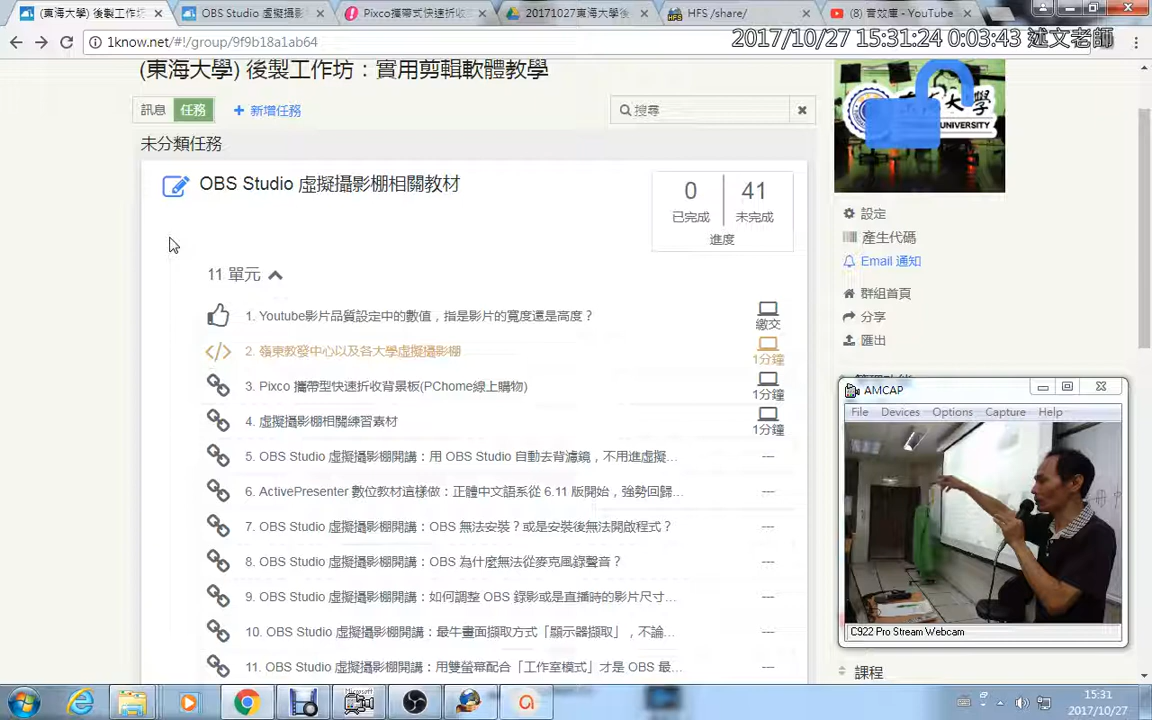 (東海大學) 後製工作坊
OBS Studio 虛擬攝影
Pixco攜帶式快速折收
20171027東海大學後
HFS /share/
(8) 音效庫 - YouTube
1know.net/#!/group/9f9b18a1ab64
2017/10/27 15:31:24 0:03:43 述文老師
(東海大學) 後製工作坊：實用剪輯軟體教學
訊息 任務 + 新增任務
搜尋
未分類任務
OBS Studio 虛擬攝影棚相關教材
0 41
已完成 未完成
進度
11 單元
1. Youtube影片品質設定中的數值，指是影片的寬度還是高度？
繳交
2. 嶺東教發中心以及各大學虛擬攝影棚
1分鐘
3. Pixco 攜帶型快速折收背景板(PChome線上購物)
1分鐘
4. 虛擬攝影棚相關練習素材
1分鐘
5. OBS Studio 虛擬攝影棚開講：用 OBS Studio 自動去背濾鏡，不用進虛擬... ---
6. ActivePresenter 數位教材這樣做：正體中文語系從 6.11 版開始，強勢回歸... ---
7. OBS Studio 虛擬攝影棚開講：OBS 無法安裝？或是安裝後無法開啟程式？ ---
8. OBS Studio 虛擬攝影棚開講：OBS 為什麼無法從麥克風錄聲音？ ---
9. OBS Studio 虛擬攝影棚開講：如何調整 OBS 錄影或是直播時的影片尺寸... ---
10. OBS Studio 虛擬攝影棚開講：最牛畫面擷取方式「顯示器擷取」，不論... ---
11. OBS Studio 虛擬攝影棚開講：用雙螢幕配合「工作室模式」才是 OBS 最... ---
大學
UNIVERSITY
設定
產生代碼
Email 通知
群組首頁
分享
匯出
AMCAP
File Devices Options Capture Help
C922 Pro Stream Webcam
課程
15:31
2017/10/27